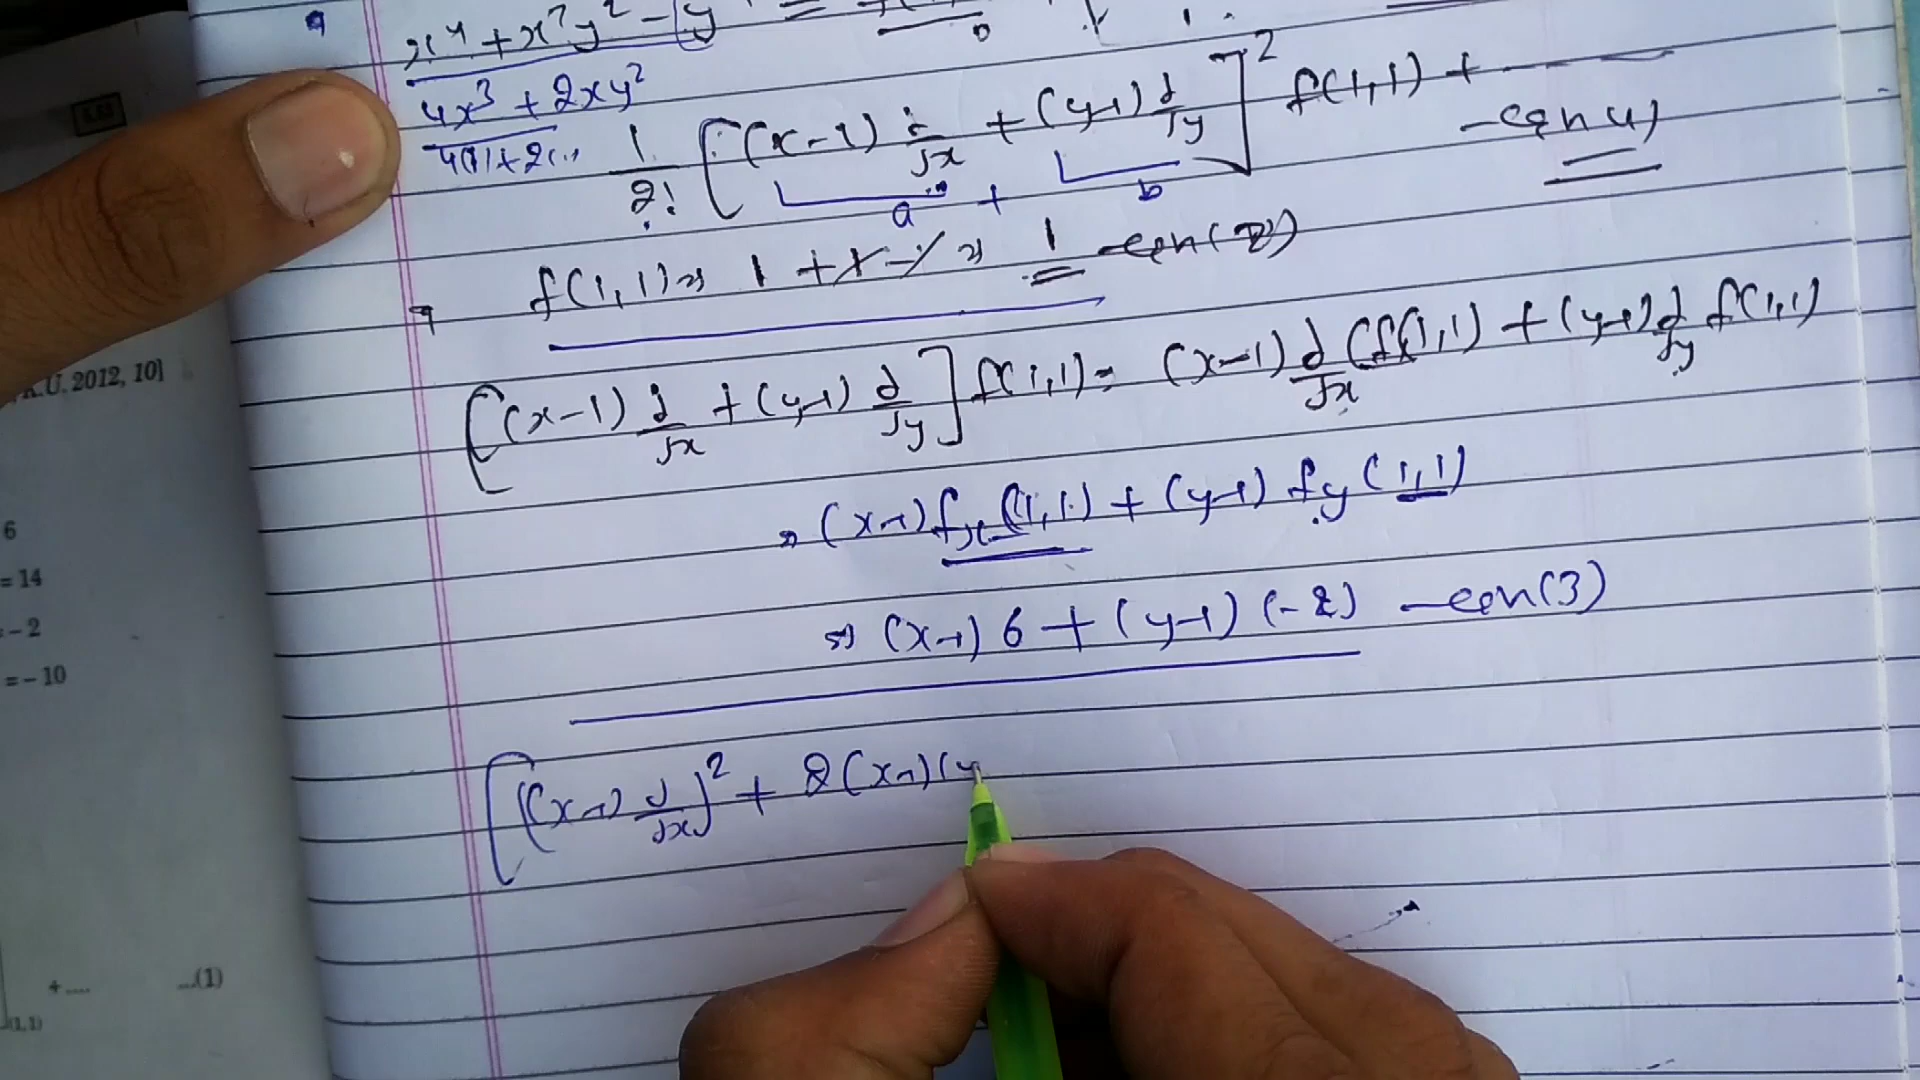 x⁴ + x²y² - y
4x³ + 2xy²
4(1) + 2(1)
1/2! [(x-1) ∂/∂x + (y-1) ∂/∂y]² f(1,1) + ------
a + b
- eqn 4)
f(1,1) ⇒ 1 + 1 - 1 ⇒ 1 - eqn(2)
[(x-1) ∂/∂x + (y-1) ∂/∂y] f(1,1) = (x-1) ∂/∂x (f(1,1) + (y-1) ∂/∂y f(1,1)
⇒ (x-1) fx (1,1) + (y-1) fy (1,1)
⇒ (x-1) 6 + (y-1) (-2) - eqn(3)
[((x-1) ∂/∂x)² + 2(x-1)(y
U. 2012, 10]
6
= 14
- 2
= - 10
+ .... ...(1)
(1,1)